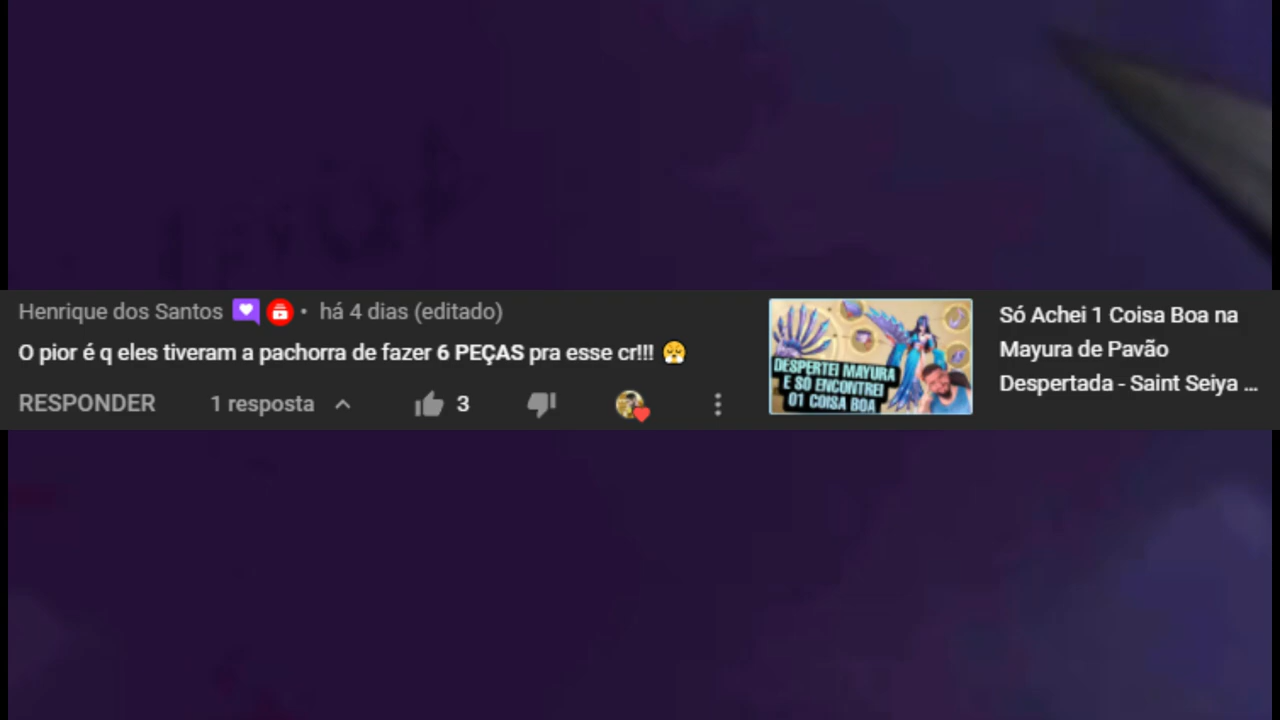 Henrique dos Santos • há 4 dias (editado)
O pior é q eles tiveram a pachorra de fazer 6 PEÇAS pra esse cr!!! 😤
RESPONDER 1 resposta 3
DESPERTEI MAYURA
E SO ENCONTREI
01 COISA BOA
Só Achei 1 Coisa Boa na
Mayura de Pavão
Despertada - Saint Seiya ...